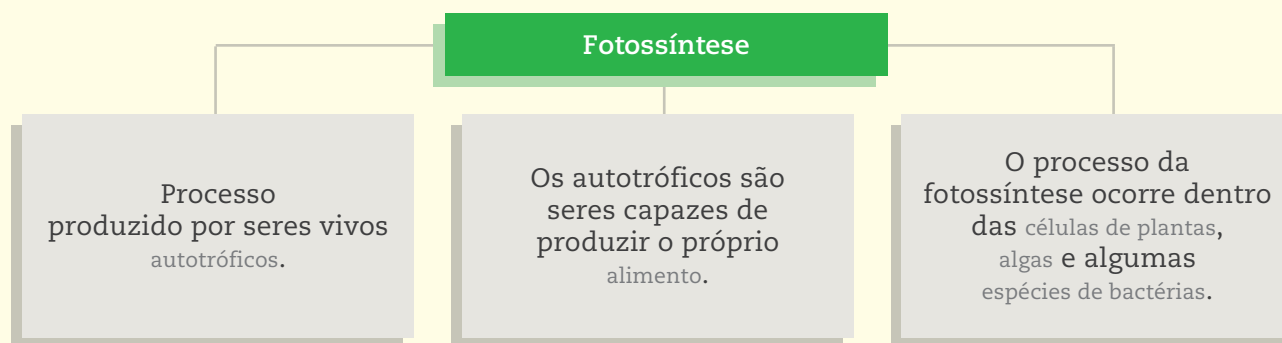 Fotossíntese
Processo
produzido por seres vivos
autotróficos.
Os autotróficos são
seres capazes de
produzir o próprio
alimento.
O processo da
fotossíntese ocorre dentro
das células de plantas,
algas e algumas
espécies de bactérias.